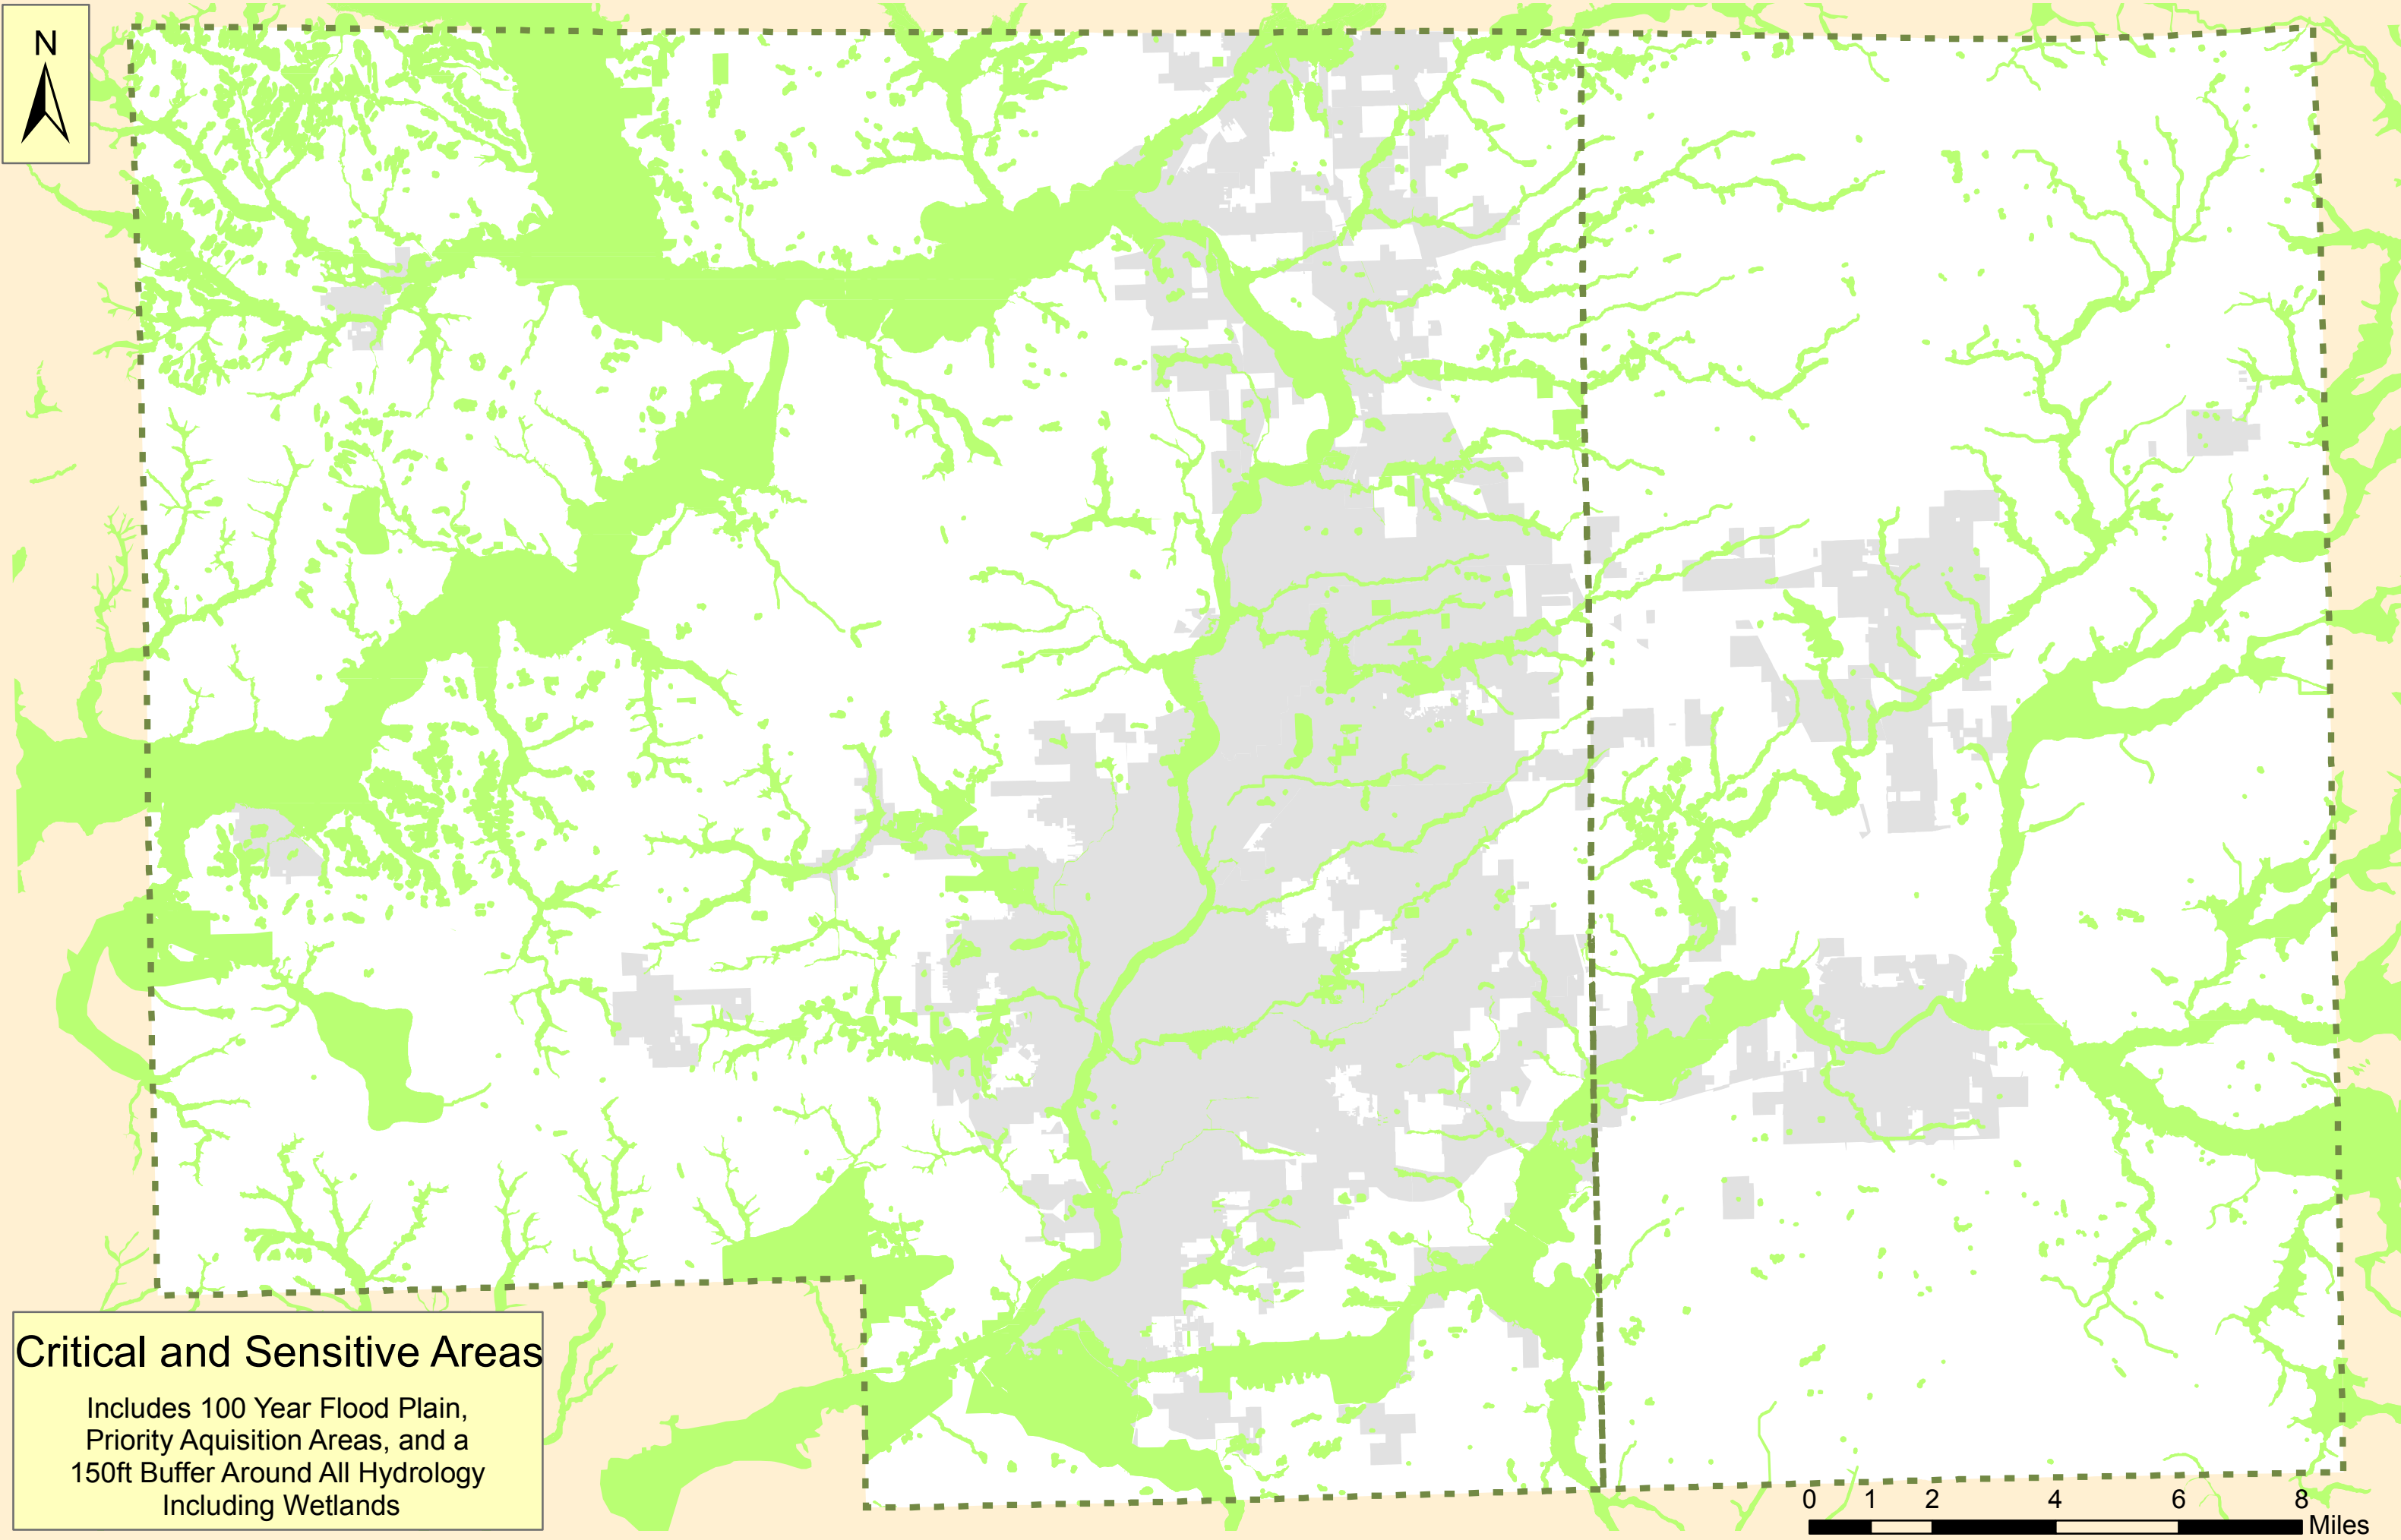 N
Critical and Sensitive Areas
Includes 100 Year Flood Plain,
Priority Aquisition Areas, and a
150ft Buffer Around All Hydrology
Including Wetlands
0 1 2 4 6 8
Miles